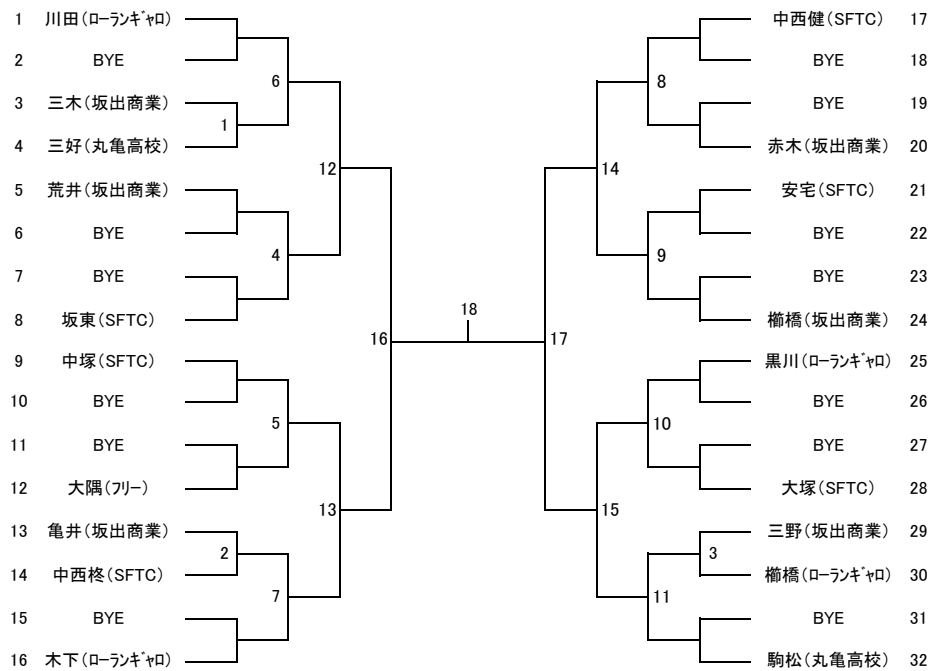 1 川田(ローランギャロ)
2 BYE
3 三木(坂出商業)
4 三好(丸亀高校)
5 荒井(坂出商業)
6 BYE
7 BYE
8 坂東(SFTC)
9 中塚(SFTC)
10 BYE
11 BYE
12 大隅(フリー)
13 亀井(坂出商業)
14 中西柊(SFTC)
15 BYE
16 木下(ローランギャロ)
1
2
6
4
5
7
12
13
16
18
17
14
15
8
9
10
11
3
中西健(SFTC) 17
BYE 18
BYE 19
赤木(坂出商業) 20
安宅(SFTC) 21
BYE 22
BYE 23
櫛橋(坂出商業) 24
黒川(ローランギャロ) 25
BYE 26
BYE 27
大塚(SFTC) 28
三野(坂出商業) 29
櫛橋(ローランギャロ) 30
BYE 31
駒松(丸亀高校) 32